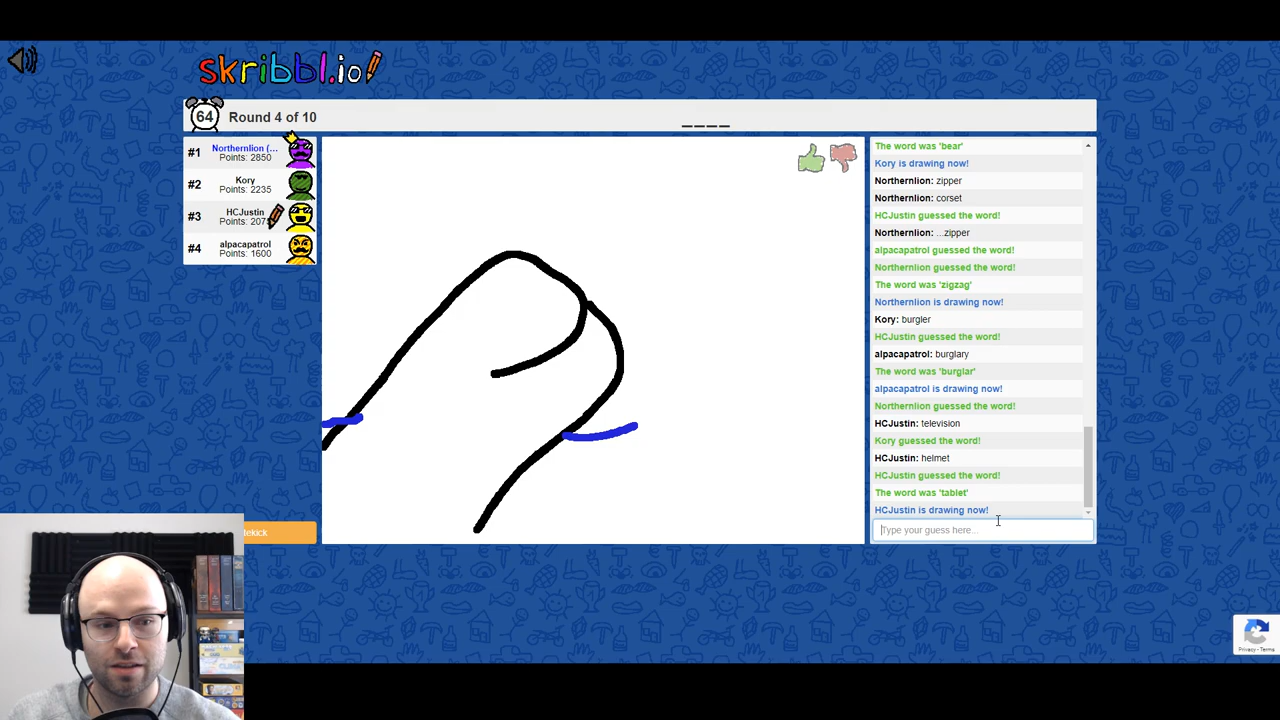 skribbl.io
64
Round 4 of 10
____
#1
Northernlion (...
Points: 2850
#2
Kory
Points: 2235
#3
HCJustin
Points: 207
#4
alpacapatrol
Points: 1600
The word was 'bear'
Kory is drawing now!
Northernlion: zipper
Northernlion: corset
HCJustin guessed the word!
Northernlion: ...zipper
alpacapatrol guessed the word!
Northernlion guessed the word!
The word was 'zigzag'
Northernlion is drawing now!
Kory: burgler
HCJustin guessed the word!
alpacapatrol: burglary
The word was 'burglar'
alpacapatrol is drawing now!
Northernlion guessed the word!
HCJustin: television
Kory guessed the word!
HCJustin: helmet
HCJustin guessed the word!
The word was 'tablet'
HCJustin is drawing now!
Type your guess here...
Privacy - Terms